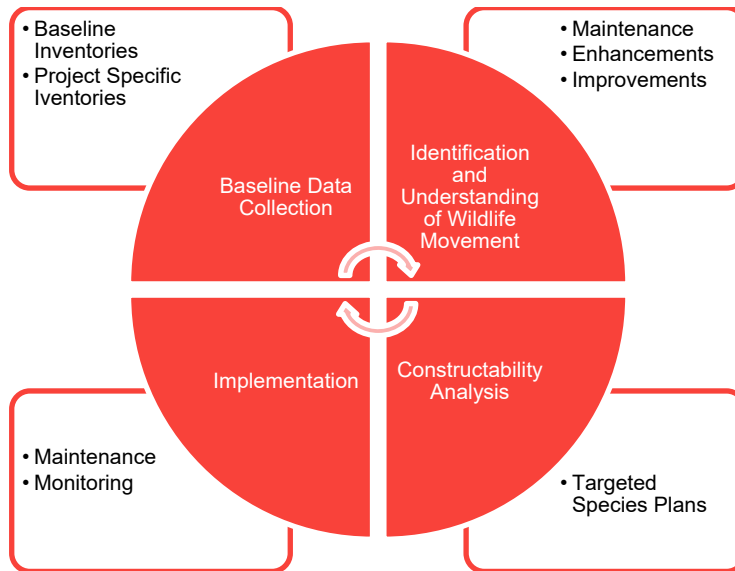 • Baseline
Inventories
• Project Specific
Iventories
• Maintenance
• Enhancements
• Improvements
Baseline Data
Collection
Identification
and
Understanding
of Wildlife
Movement
Implementation
Constructability
Analysis
• Maintenance
• Monitoring
• Targeted
Species Plans